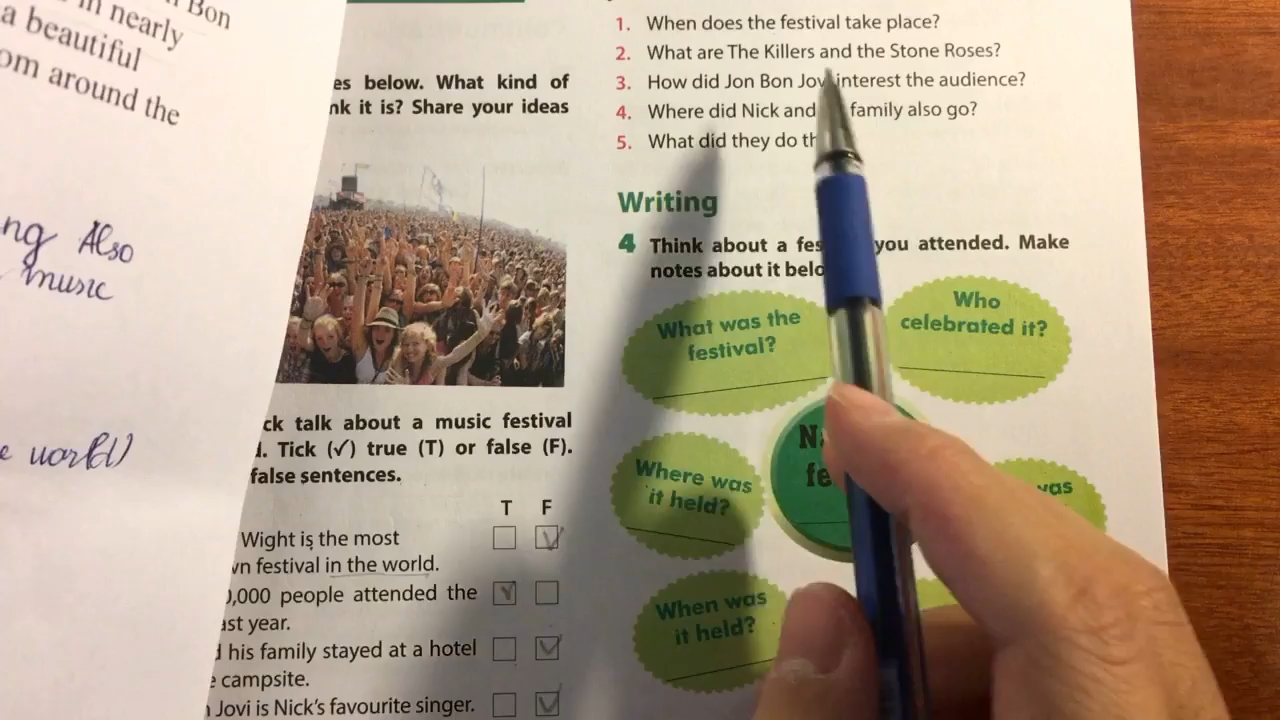 Bon
in nearly
a beautiful
om around the
ng Also
music
e world)
es below. What kind of
nk it is? Share your ideas
ck talk about a music festival
d. Tick (✓) true (T) or false (F).
false sentences.
T F
Wight is the most
wn festival in the world.
0,000 people attended the
ast year.
d his family stayed at a hotel
e campsite.
n Jovi is Nick's favourite singer.
1. When does the festival take place?
2. What are The Killers and the Stone Roses?
3. How did Jon Bon Jovi interest the audience?
4. Where did Nick and family also go?
5. What did they do th
Writing
4 Think about a fes you attended. Make
notes about it belo
What was the
festival?
Who
celebrated it?
Where was
it held?
Na
fe
was
When was
it held?